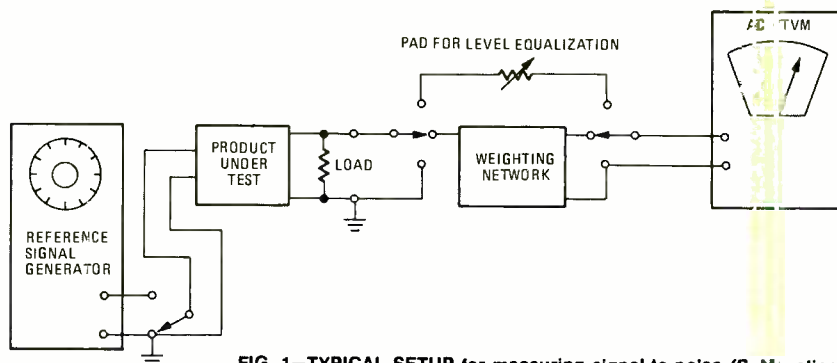 PAD FOR LEVEL EQUALIZATION
PRODUCT
UNDER
TEST
LOAD
WEIGHTING
NETWORK
REFERENCE
SIGNAL
GENERATOR
FIG. 1—TYPICAL SETUP for measuring signal-to-noise